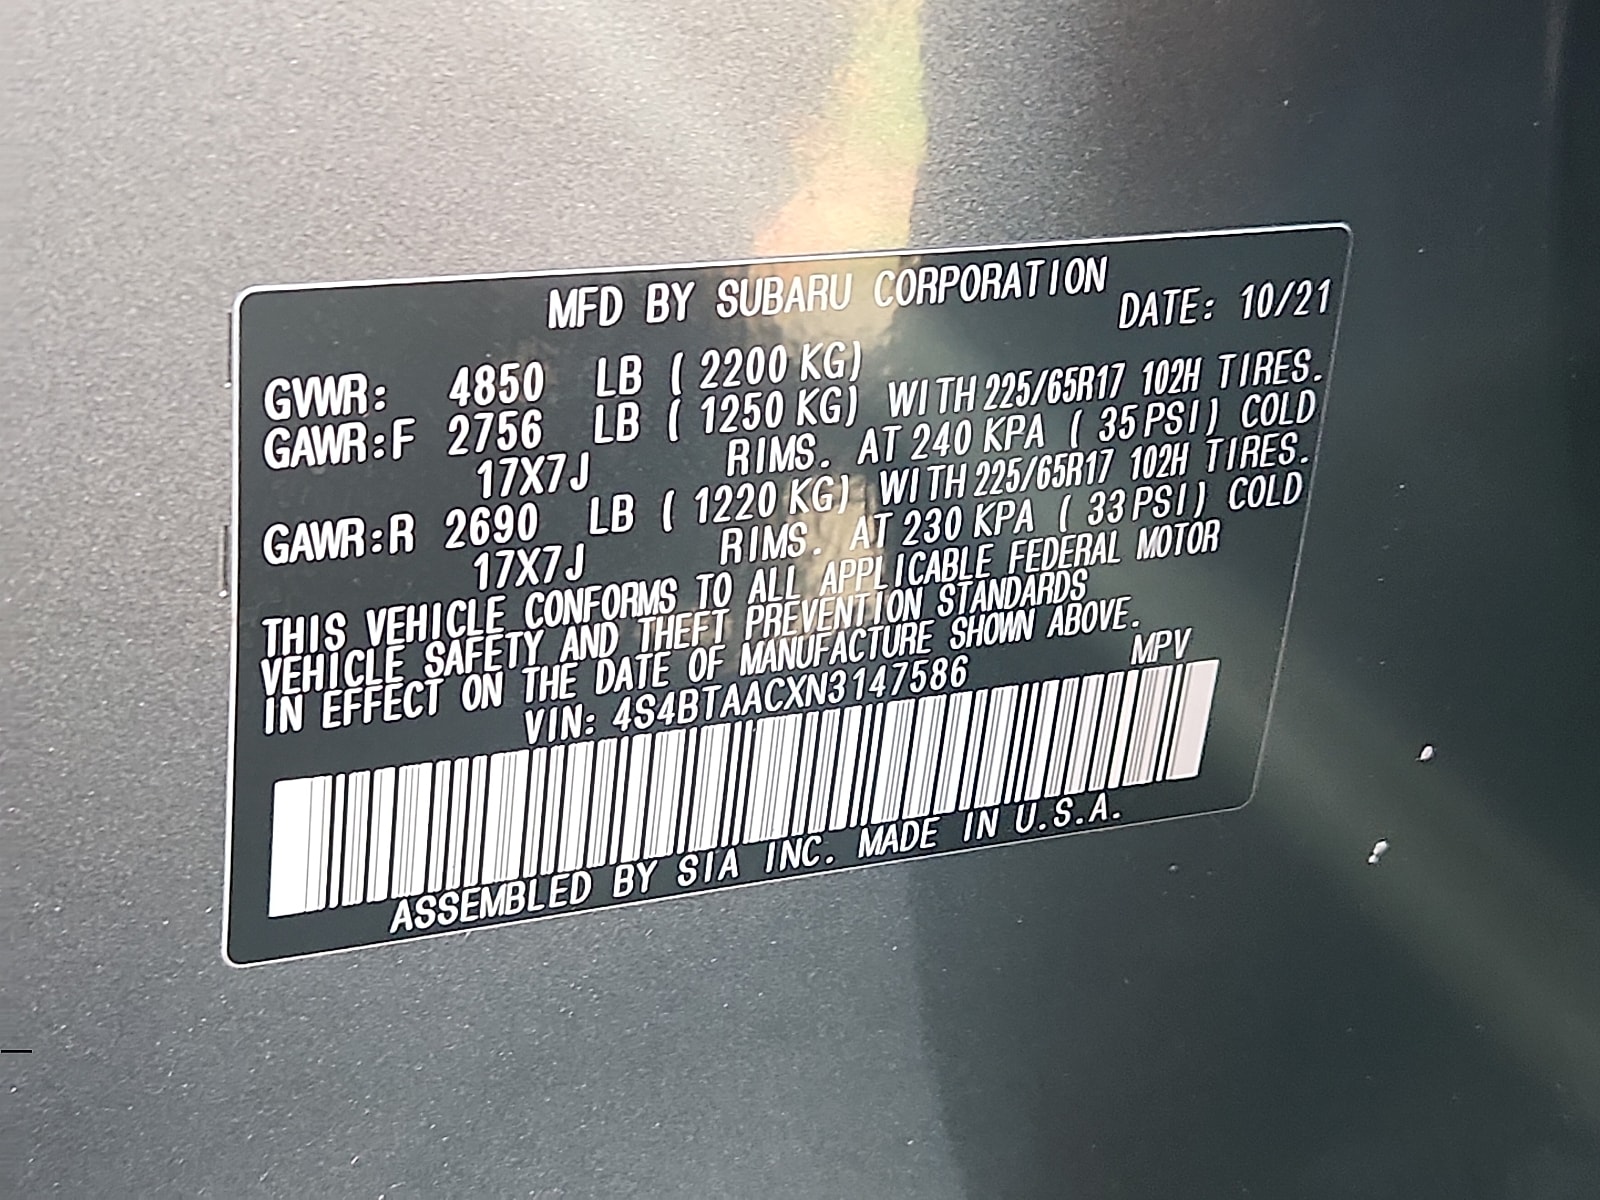 MFD BY SUBARU CORPORATION
DATE: 10/21
GVWR: 4850 LB ( 2200 KG)
GAWR:F 2756 LB ( 1250 KG) WITH 225/65R17 102H TIRES.
17X7J RIMS. AT 240 KPA ( 35 PSI) COLD
GAWR:R 2690 LB ( 1220 KG) WITH 225/65R17 102H TIRES.
17X7J RIMS. AT 230 KPA ( 33 PSI) COLD
THIS VEHICLE CONFORMS TO ALL APPLICABLE FEDERAL MOTOR
VEHICLE SAFETY AND THEFT PREVENTION STANDARDS
IN EFFECT ON THE DATE OF MANUFACTURE SHOWN ABOVE.
VIN: 4S4BTAACXN3147586 MPV
ASSEMBLED BY SIA INC. MADE IN U.S.A.